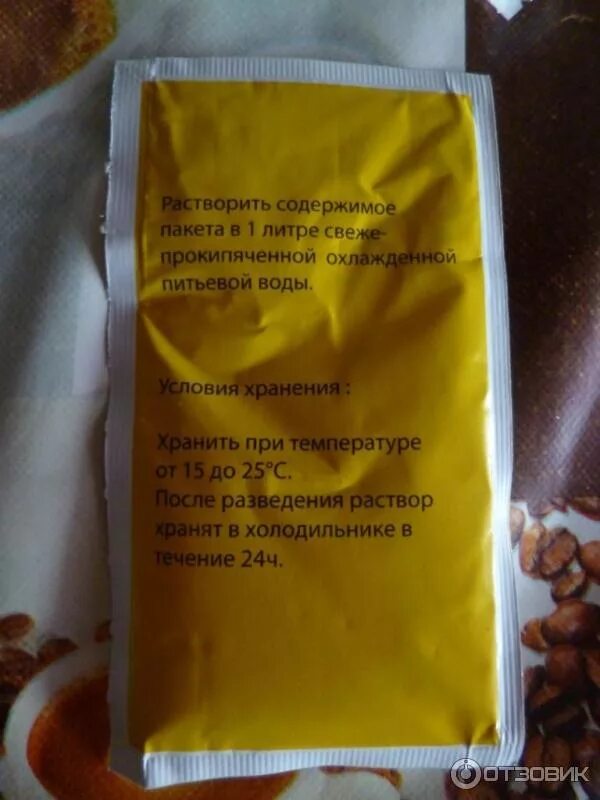 Растворить содержимое
пакета в 1 литре свеже-
прокипяченной охлажденной
питьевой воды.
Условия хранения :
Хранить при температуре
от 15 до 25°C.
После разведения раствор
хранят в холодильнике в
течение 24ч.
ОТЗОВИК